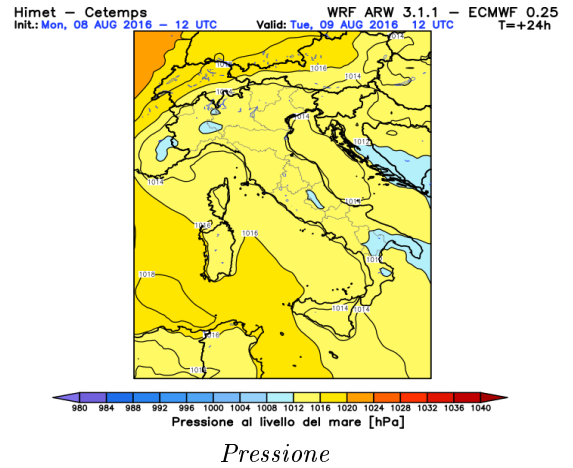 Himet – Cetemps WRF ARW 3.1.1 – ECMWF 0.25
Init.: Mon, 08 AUG 2016 – 12 UTC Valid: Tue, 09 AUG 2016 12 UTC T=+24h
1014
1016
1014
1016
1014
1012
1014
1016
1016
1018
1014 1014
980 984 988 992 996 1000 1004 1008 1012 1016 1020 1024 1028 1032 1036 1040
Pressione al livello del mare [hPa]
Pressione